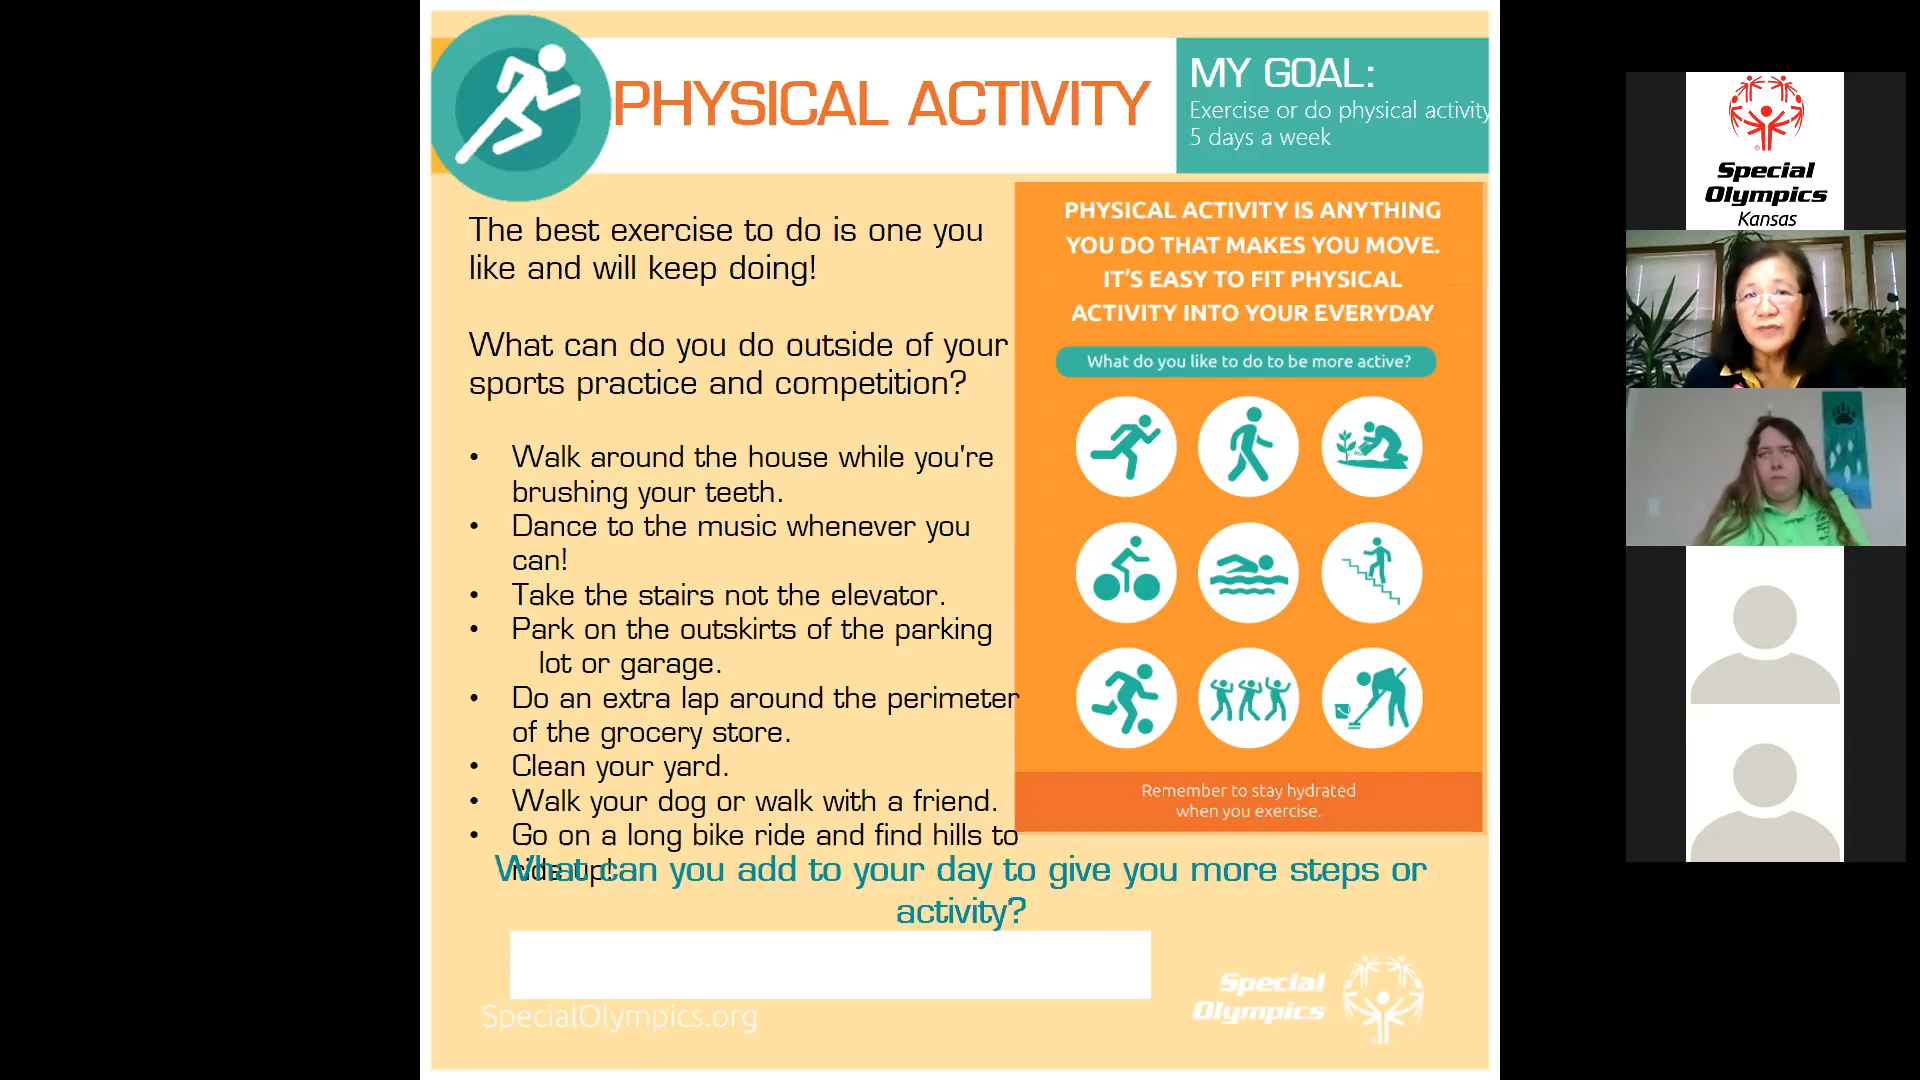 PHYSICAL ACTIVITY
MY GOAL:
Exercise or do physical activity
5 days a week
The best exercise to do is one you
like and will keep doing!
What can do you do outside of your
sports practice and competition?
• Walk around the house while you're
brushing your teeth.
• Dance to the music whenever you
can!
• Take the stairs not the elevator.
• Park on the outskirts of the parking
lot or garage.
• Do an extra lap around the perimeter
of the grocery store.
• Clean your yard.
• Walk your dog or walk with a friend.
• Go on a long bike ride and find hills to
ride up!
What can you add to your day to give you more steps or
activity?
SpecialOlympics.org
PHYSICAL ACTIVITY IS ANYTHING
YOU DO THAT MAKES YOU MOVE.
IT'S EASY TO FIT PHYSICAL
ACTIVITY INTO YOUR EVERYDAY
What do you like to do to be more active?
Remember to stay hydrated
when you exercise.
Special
Olympics
Special
Olympics
Kansas